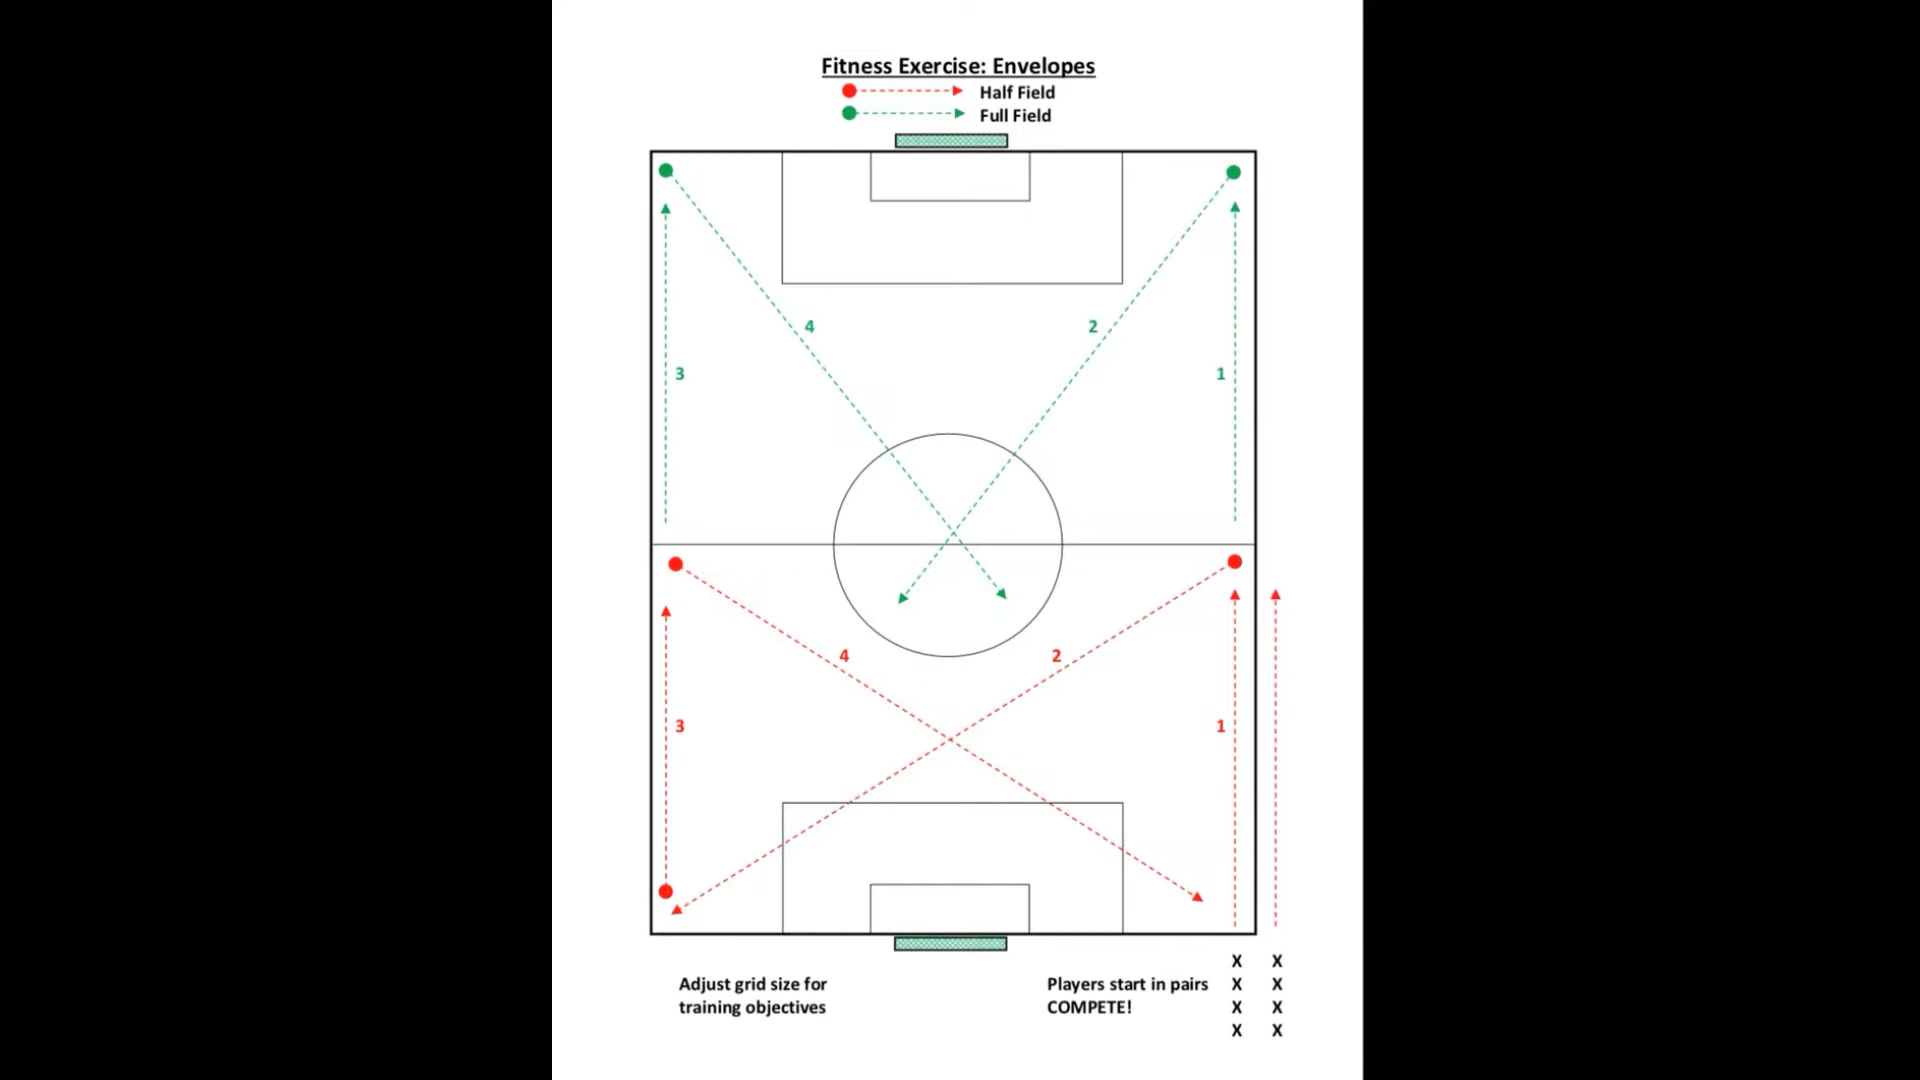 Fitness Exercise: Envelopes
Half Field
Full Field
4
2
3
1
4
2
3
1
X X
Adjust grid size for
training objectives
Players start in pairs X X
COMPETE! X X
X X